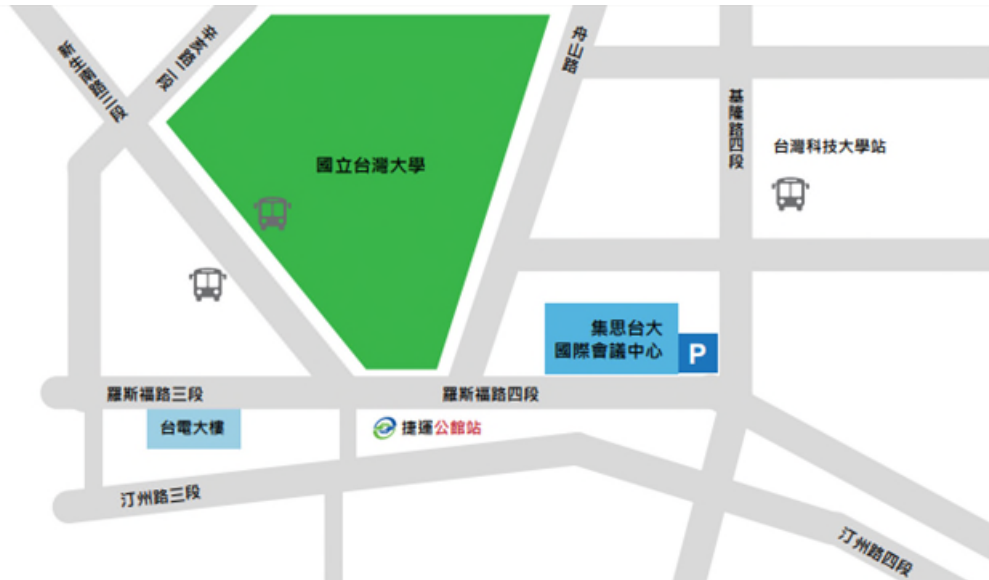 新生南路三段
辛亥路二段
舟山路
基隆路四段
國立台灣大學
台灣科技大學站
集思台大
國際會議中心
P
羅斯福路三段
羅斯福路四段
台電大樓
捷運公館站
汀州路三段
汀州路四段